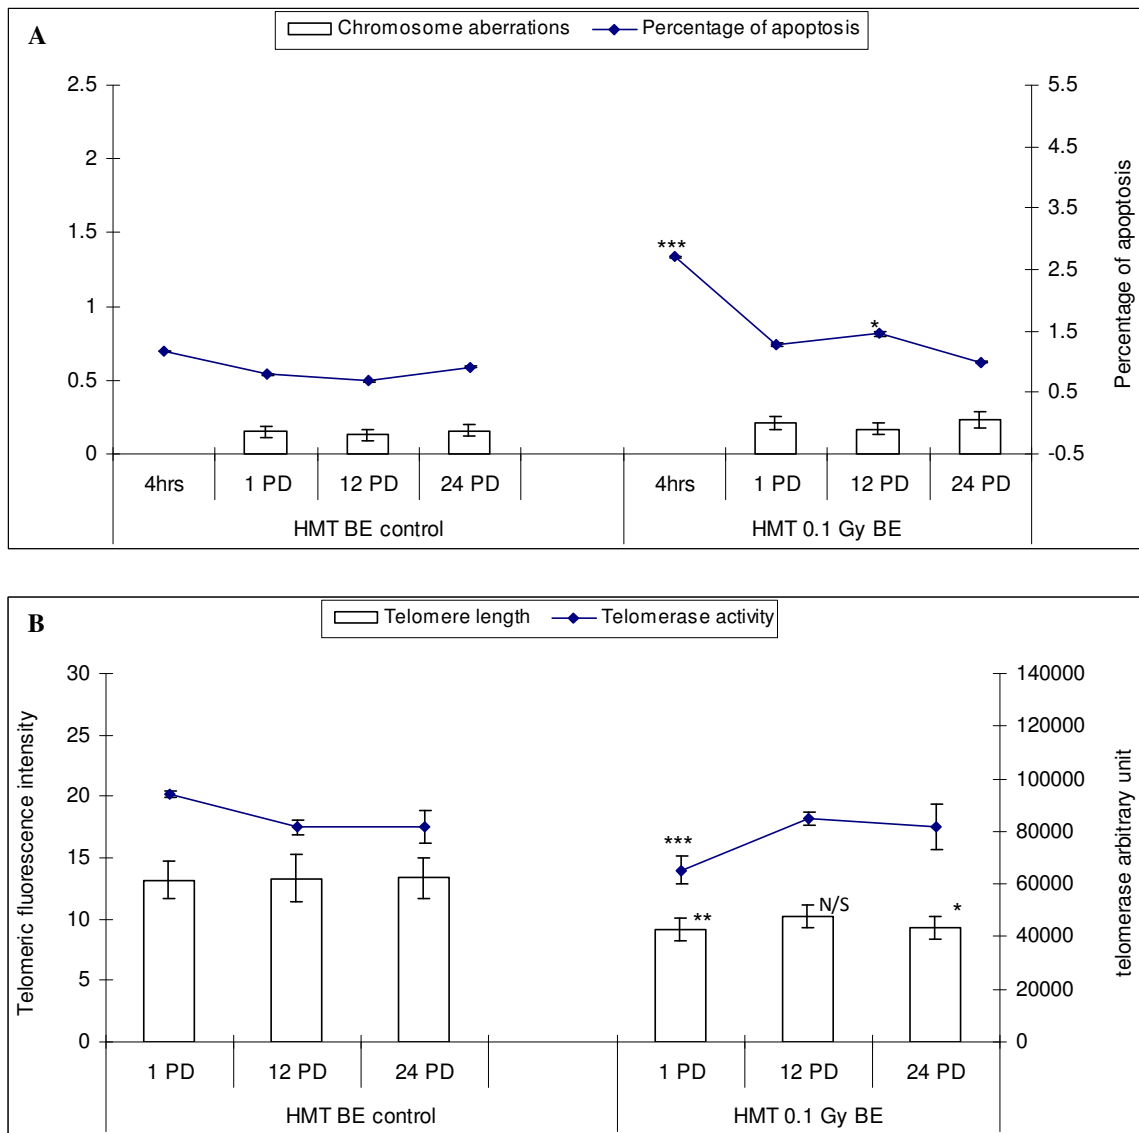 A
Chromosome aberrations
Percentage of apoptosis
2.5
2
1.5
1
0.5
0
5.5
4.5
3.5
2.5
1.5
0.5
-0.5
Percentage of apoptosis
***
*
4hrs 1 PD 12 PD 24 PD 4hrs 1 PD 12 PD 24 PD
HMT BE control HMT 0.1 Gy BE
B
Telomere length
Telomerase activity
Telomeric fluorescence intensity
30
25
20
15
10
5
0
140000
120000
100000
80000
60000
40000
20000
0
telomerase arbitrary unit
***
**
N/S
*
1 PD 12 PD 24 PD 1 PD 12 PD 24 PD
HMT BE control HMT 0.1 Gy BE